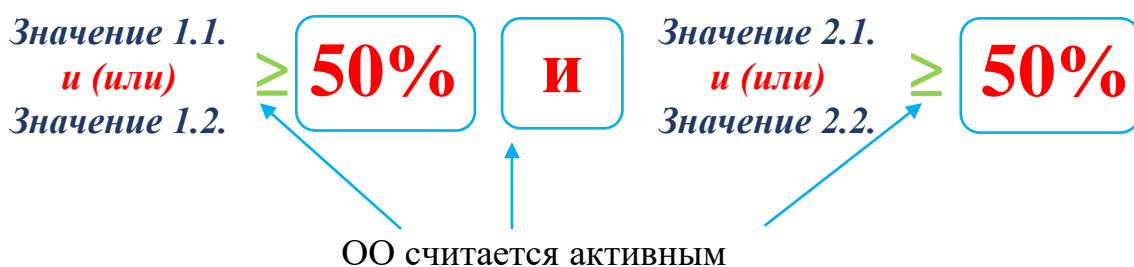 Значение 1.1. Значение 2.1.
и (или) ≥ 50% и и (или) ≥ 50%
Значение 1.2. Значение 2.2.
ОО считается активным